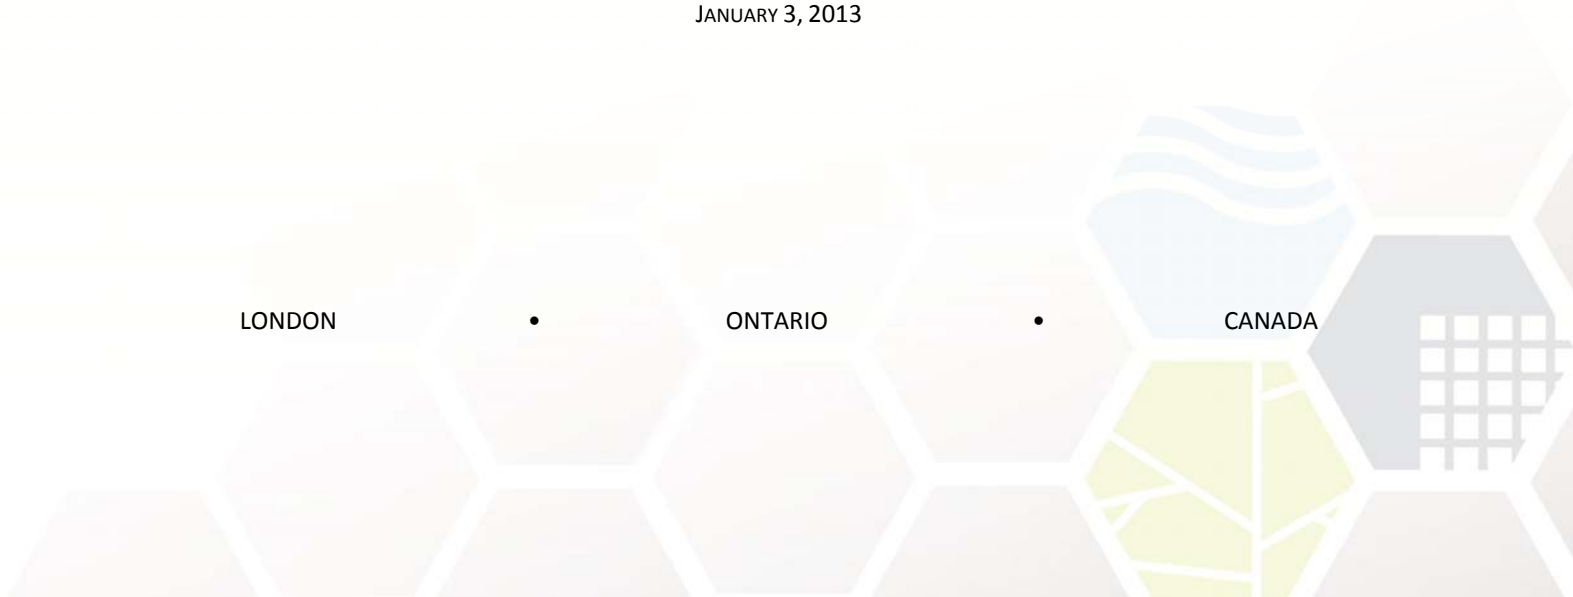 JANUARY 3, 2013
LONDON • ONTARIO • CANADA